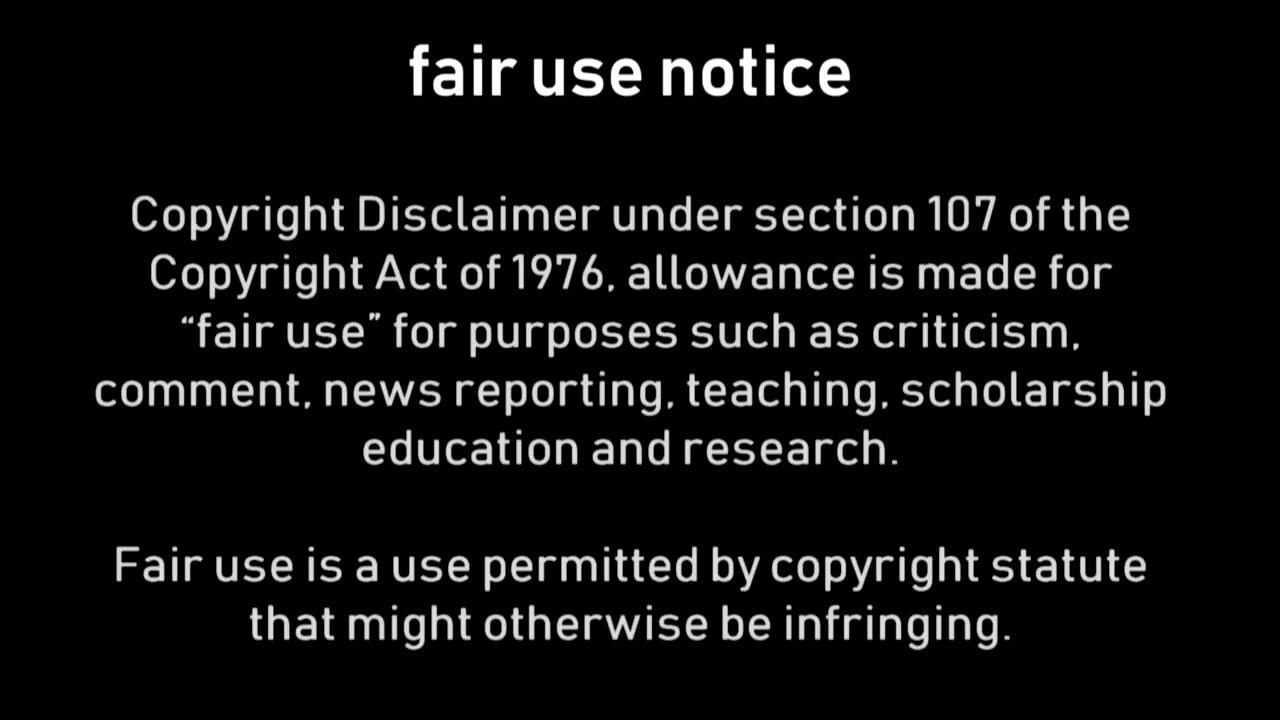 fair use notice
Copyright Disclaimer under section 107 of the
Copyright Act of 1976, allowance is made for
“fair use” for purposes such as criticism,
comment, news reporting, teaching, scholarship
education and research.
Fair use is a use permitted by copyright statute
that might otherwise be infringing.